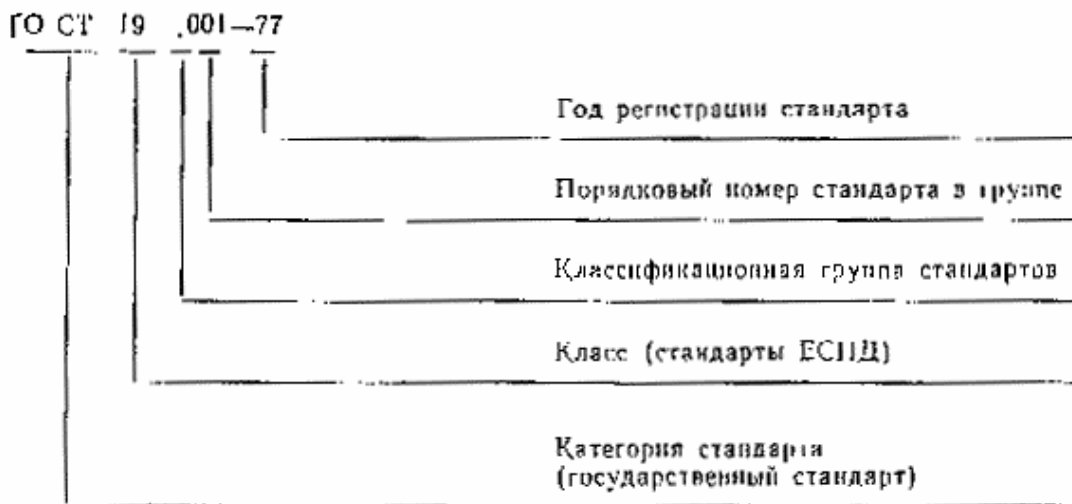 ГОСТ 19 .001—77
Год регистрации стандарта
Порядковый номер стандарта в группе
Классификационная группа стандартов
Класс (стандарты ЕСПД)
Категория стандарта
(государственный стандарт)